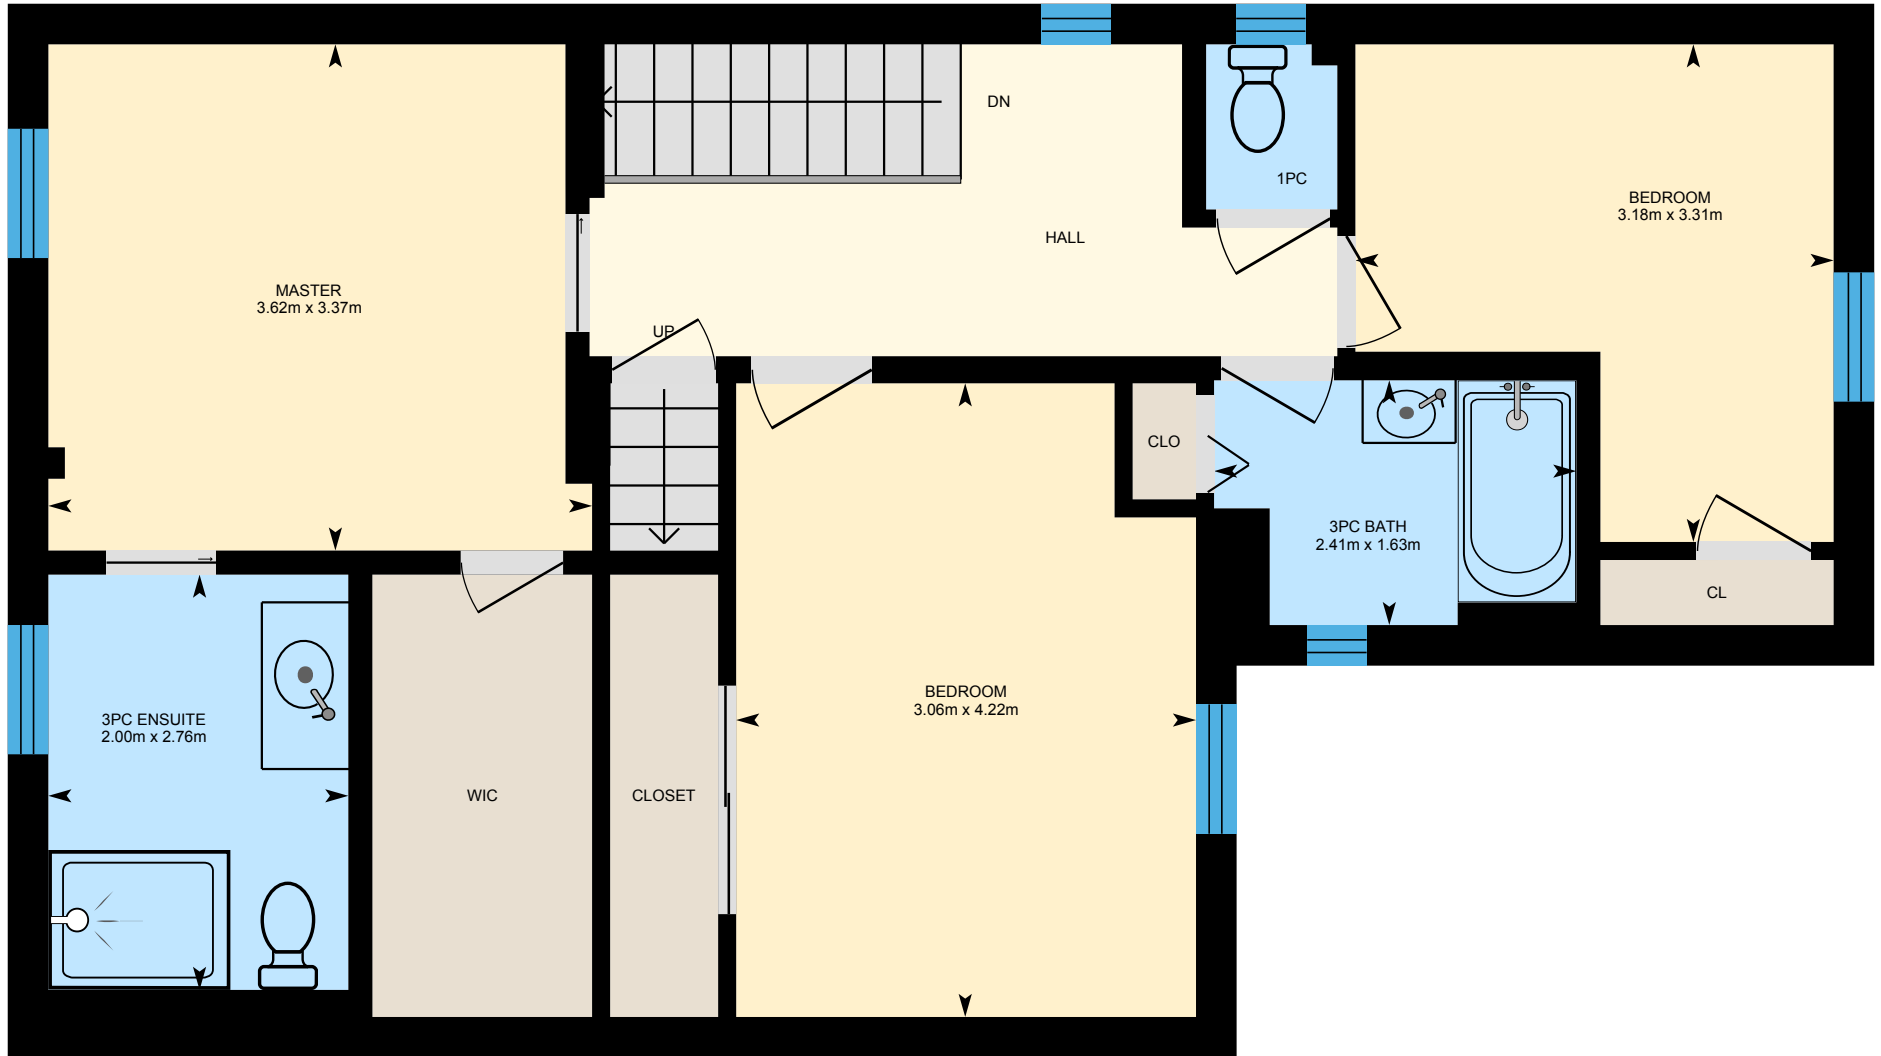 DN
1PC
BEDROOM
3.18m x 3.31m
HALL
MASTER
3.62m x 3.37m
UP
CLO
3PC BATH
2.41m x 1.63m
CL
BEDROOM
3.06m x 4.22m
3PC ENSUITE
2.00m x 2.76m
WIC
CLOSET